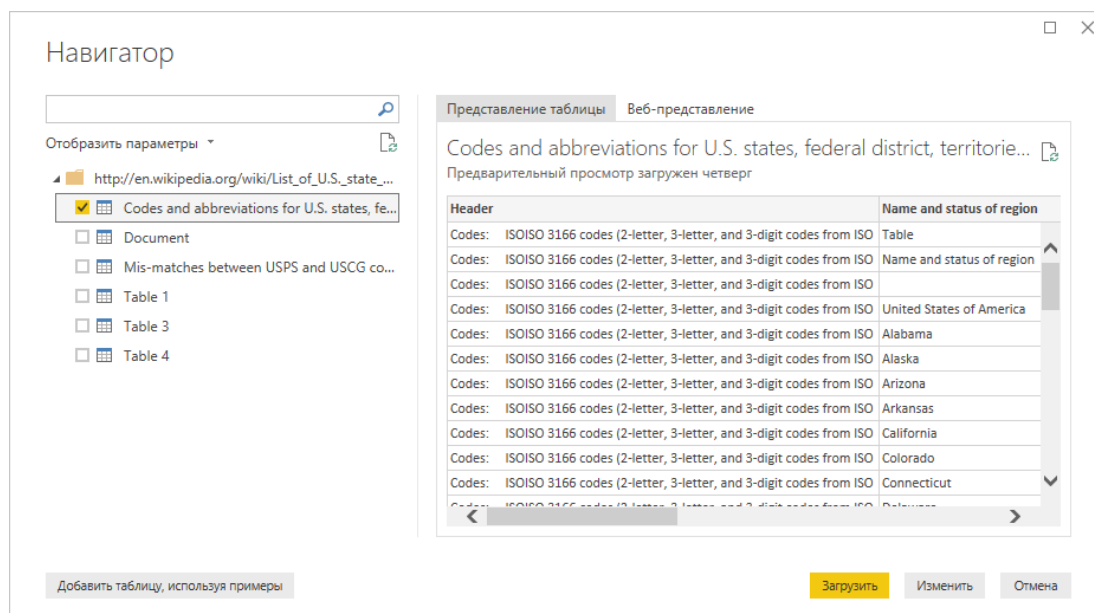 Навигатор
Отобразить параметры
http://en.wikipedia.org/wiki/List_of_U.S._state_...
Codes and abbreviations for U.S. states, fe...
Document
Mis-matches between USPS and USCG co...
Table 1
Table 3
Table 4
Представление таблицы Веб-представление
Codes and abbreviations for U.S. states, federal district, territorie...
Предварительный просмотр загружен четверг
Header Name and status of region
Codes: ISOISO 3166 codes (2-letter, 3-letter, and 3-digit codes from ISO Table
Codes: ISOISO 3166 codes (2-letter, 3-letter, and 3-digit codes from ISO Name and status of region
Codes: ISOISO 3166 codes (2-letter, 3-letter, and 3-digit codes from ISO
Codes: ISOISO 3166 codes (2-letter, 3-letter, and 3-digit codes from ISO United States of America
Codes: ISOISO 3166 codes (2-letter, 3-letter, and 3-digit codes from ISO Alabama
Codes: ISOISO 3166 codes (2-letter, 3-letter, and 3-digit codes from ISO Alaska
Codes: ISOISO 3166 codes (2-letter, 3-letter, and 3-digit codes from ISO Arizona
Codes: ISOISO 3166 codes (2-letter, 3-letter, and 3-digit codes from ISO Arkansas
Codes: ISOISO 3166 codes (2-letter, 3-letter, and 3-digit codes from ISO California
Codes: ISOISO 3166 codes (2-letter, 3-letter, and 3-digit codes from ISO Colorado
Codes: ISOISO 3166 codes (2-letter, 3-letter, and 3-digit codes from ISO Connecticut
Добавить таблицу, используя примеры
Загрузить Изменить Отмена